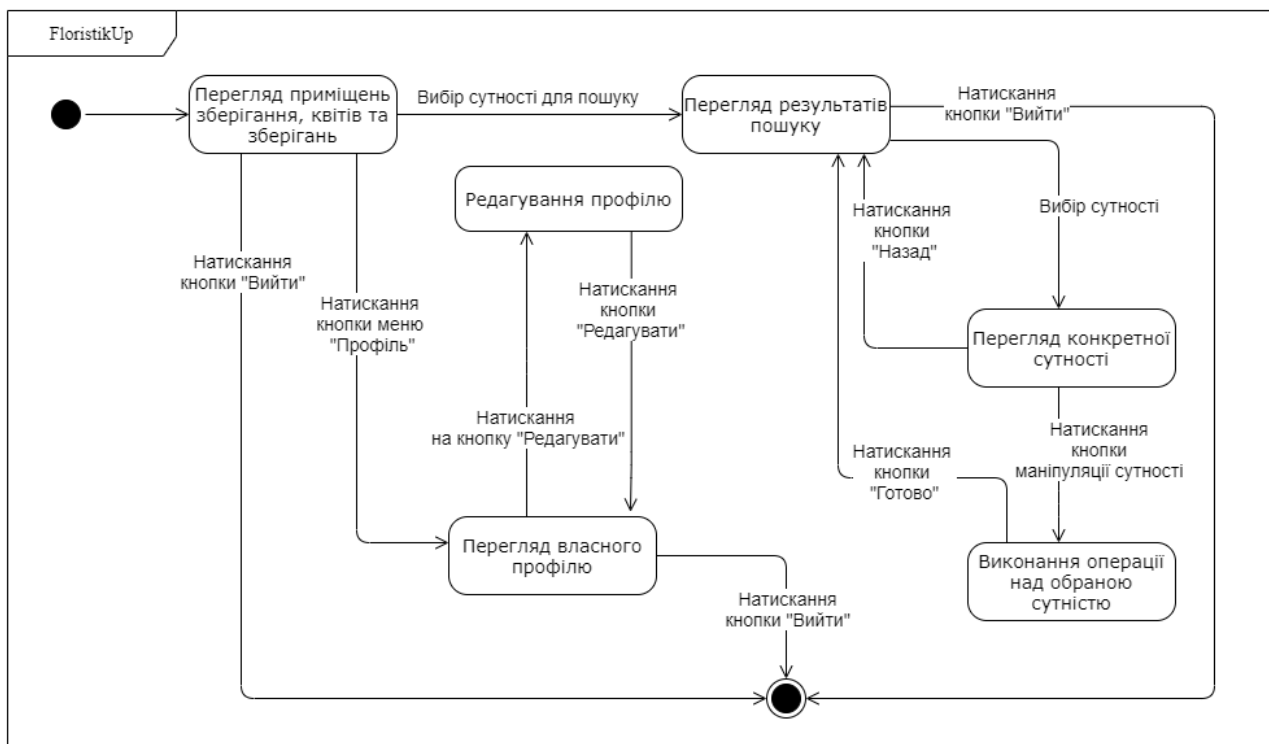 FloristikUp
Перегляд приміщень
зберігання, квітів та
зберігань
Вибір сутності для пошуку
Перегляд результатів
пошуку
Натискання
кнопки "Вийти"
Редагування профілю
Натискання
кнопки
"Назад"
Вибір сутності
Натискання
кнопки "Вийти"
Натискання
кнопки меню
"Профіль"
Натискання
кнопки
"Редагувати"
Перегляд конкретної
сутності
Натискання
на кнопку "Редагувати"
Натискання
кнопки
"Готово"
Натискання
кнопки
маніпуляції сутності
Перегляд власного
профілю
Виконання операції
над обраною
сутністю
Натискання
кнопки "Вийти"